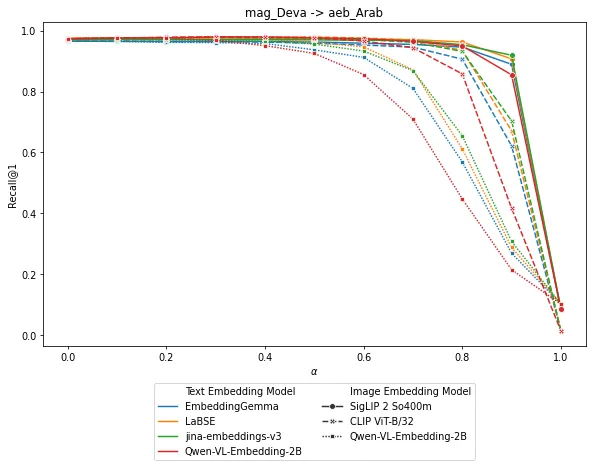 mag_Deva -> aeb_Arab
Recall@1
1.0
0.8
0.6
0.4
0.2
0.0
0.0 0.2 0.4 0.6 0.8 1.0
α
Text Embedding Model
EmbeddingGemma
LaBSE
jina-embeddings-v3
Qwen-VL-Embedding-2B
Image Embedding Model
SigLIP 2 So400m
CLIP ViT-B/32
Qwen-VL-Embedding-2B